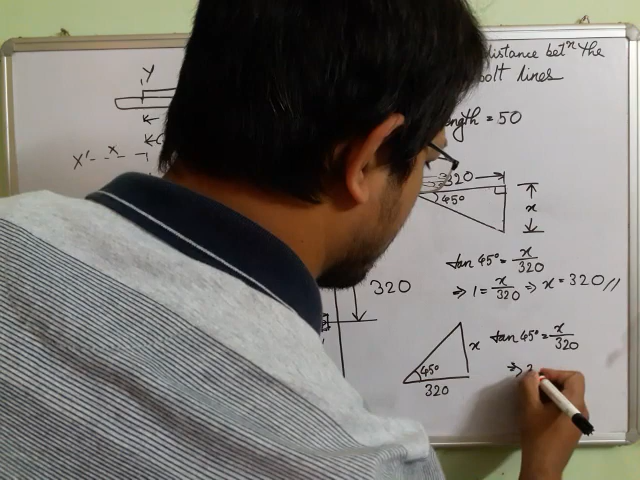 distance betⁿ the
bolt lines
Y
= 50
X'
X
320
45°
x
tan 45° = x/320
⇒ 1 = x/320 ⇒ x = 320 //
320
x
tan 45° = x/320
45°
320
⇒